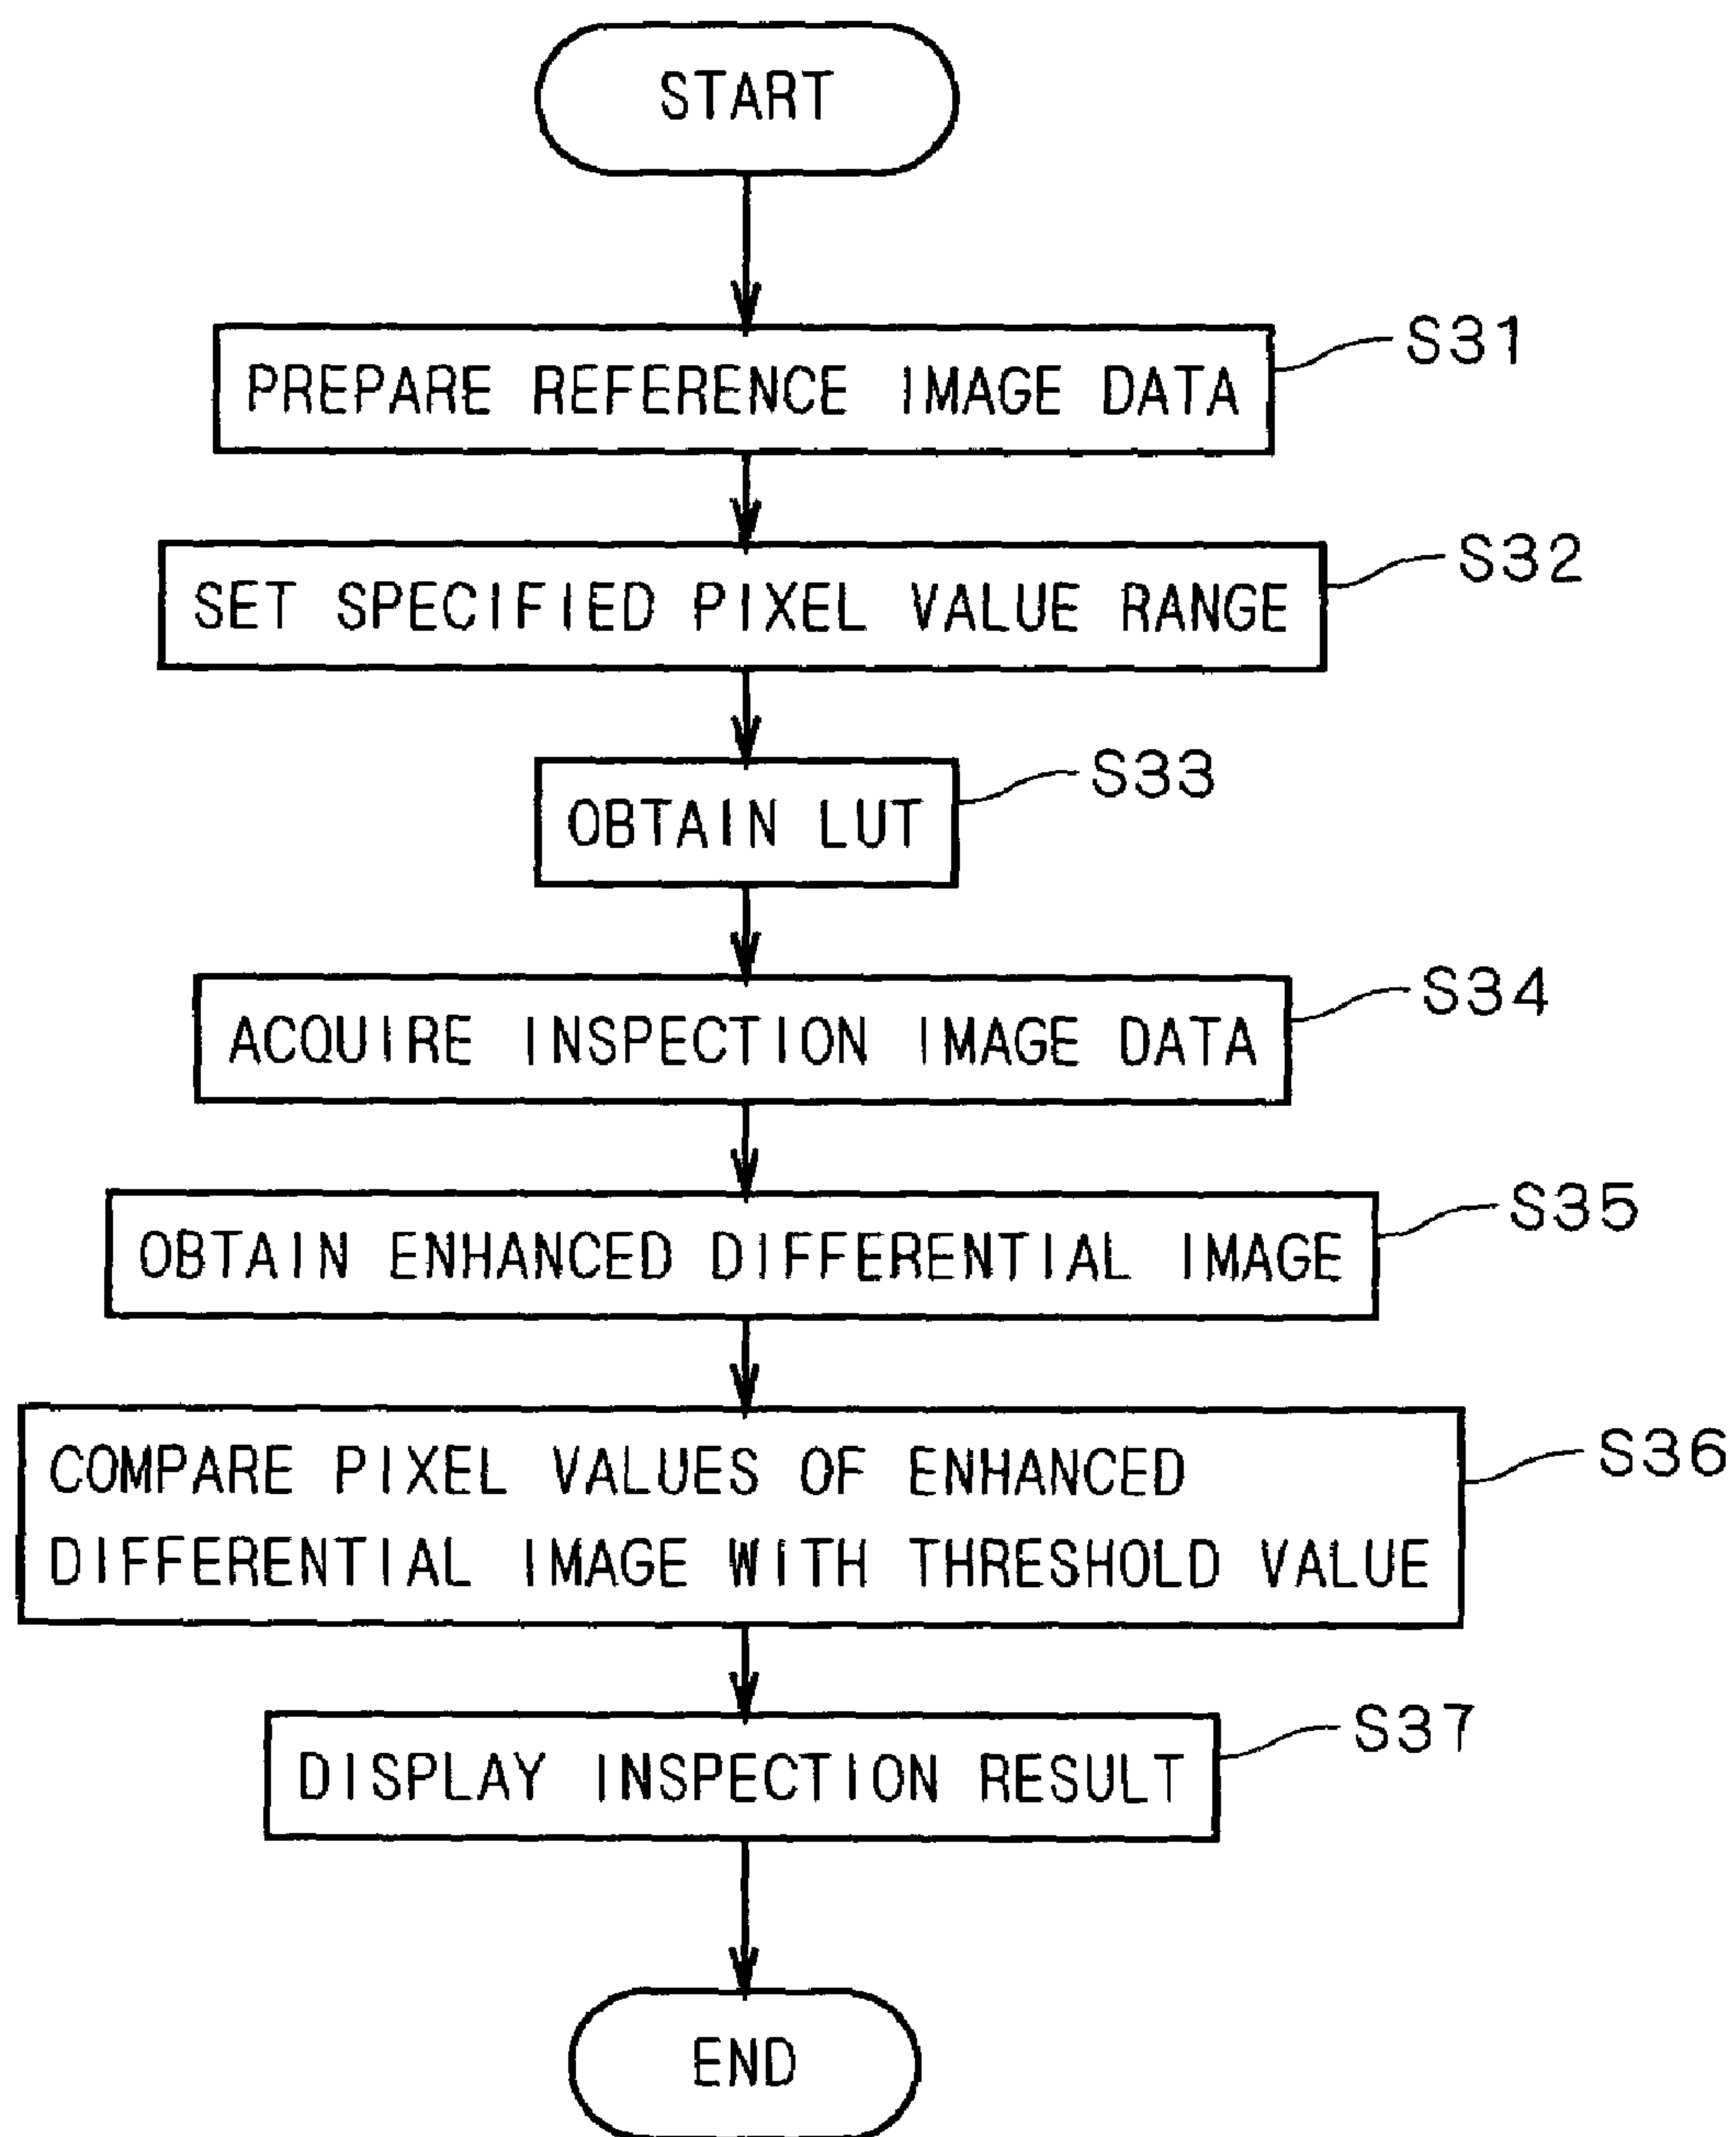 START
PREPARE REFERENCE IMAGE DATA
S31
SET SPECIFIED PIXEL VALUE RANGE
S32
OBTAIN LUT
S33
ACQUIRE INSPECTION IMAGE DATA
S34
OBTAIN ENHANCED DIFFERENTIAL IMAGE
S35
COMPARE PIXEL VALUES OF ENHANCED
DIFFERENTIAL IMAGE WITH THRESHOLD VALUE
S36
DISPLAY INSPECTION RESULT
S37
END